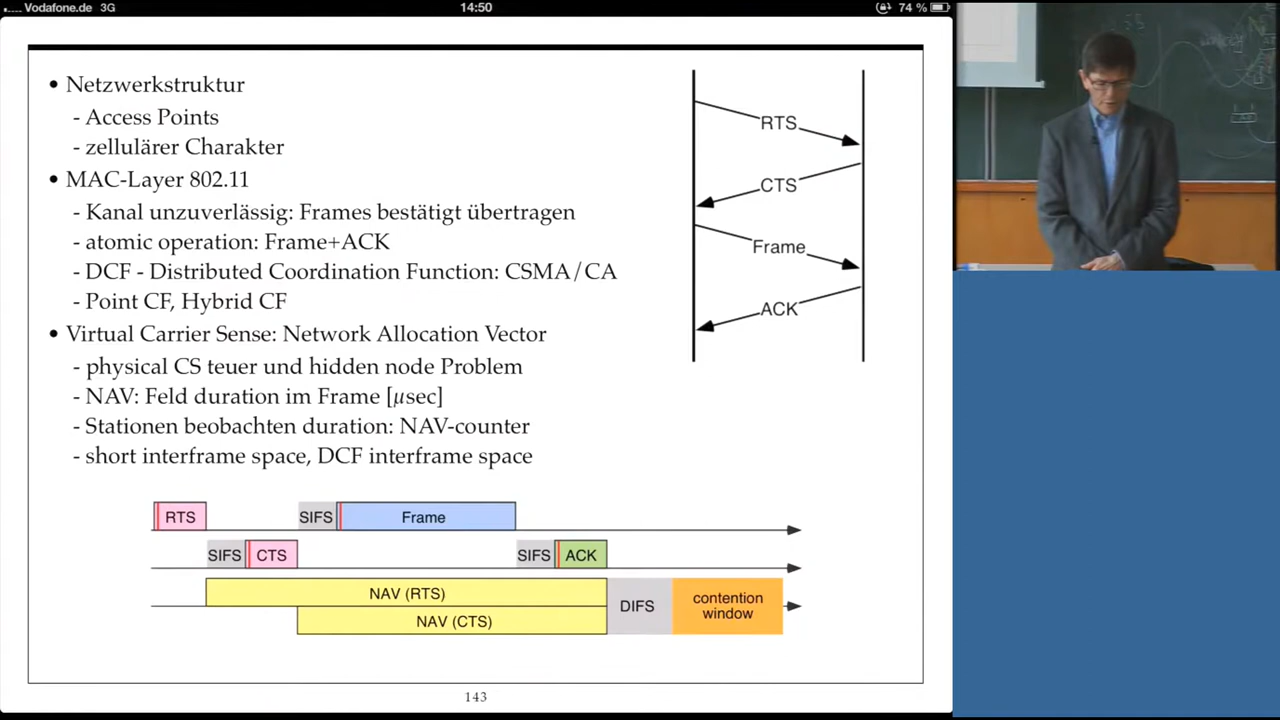 Vodafone.de 3G 14:50 74 %
• Netzwerkstruktur
- Access Points
- zellulärer Charakter
• MAC-Layer 802.11
- Kanal unzuverlässig: Frames bestätigt übertragen
- atomic operation: Frame+ACK
- DCF - Distributed Coordination Function: CSMA/CA
- Point CF, Hybrid CF
• Virtual Carrier Sense: Network Allocation Vector
- physical CS teuer und hidden node Problem
- NAV: Feld duration im Frame [μsec]
- Stationen beobachten duration: NAV-counter
- short interframe space, DCF interframe space
RTS
CTS
Frame
ACK
RTS SIFS Frame
SIFS CTS SIFS ACK
NAV (RTS)
NAV (CTS)
DIFS
contention
window
143